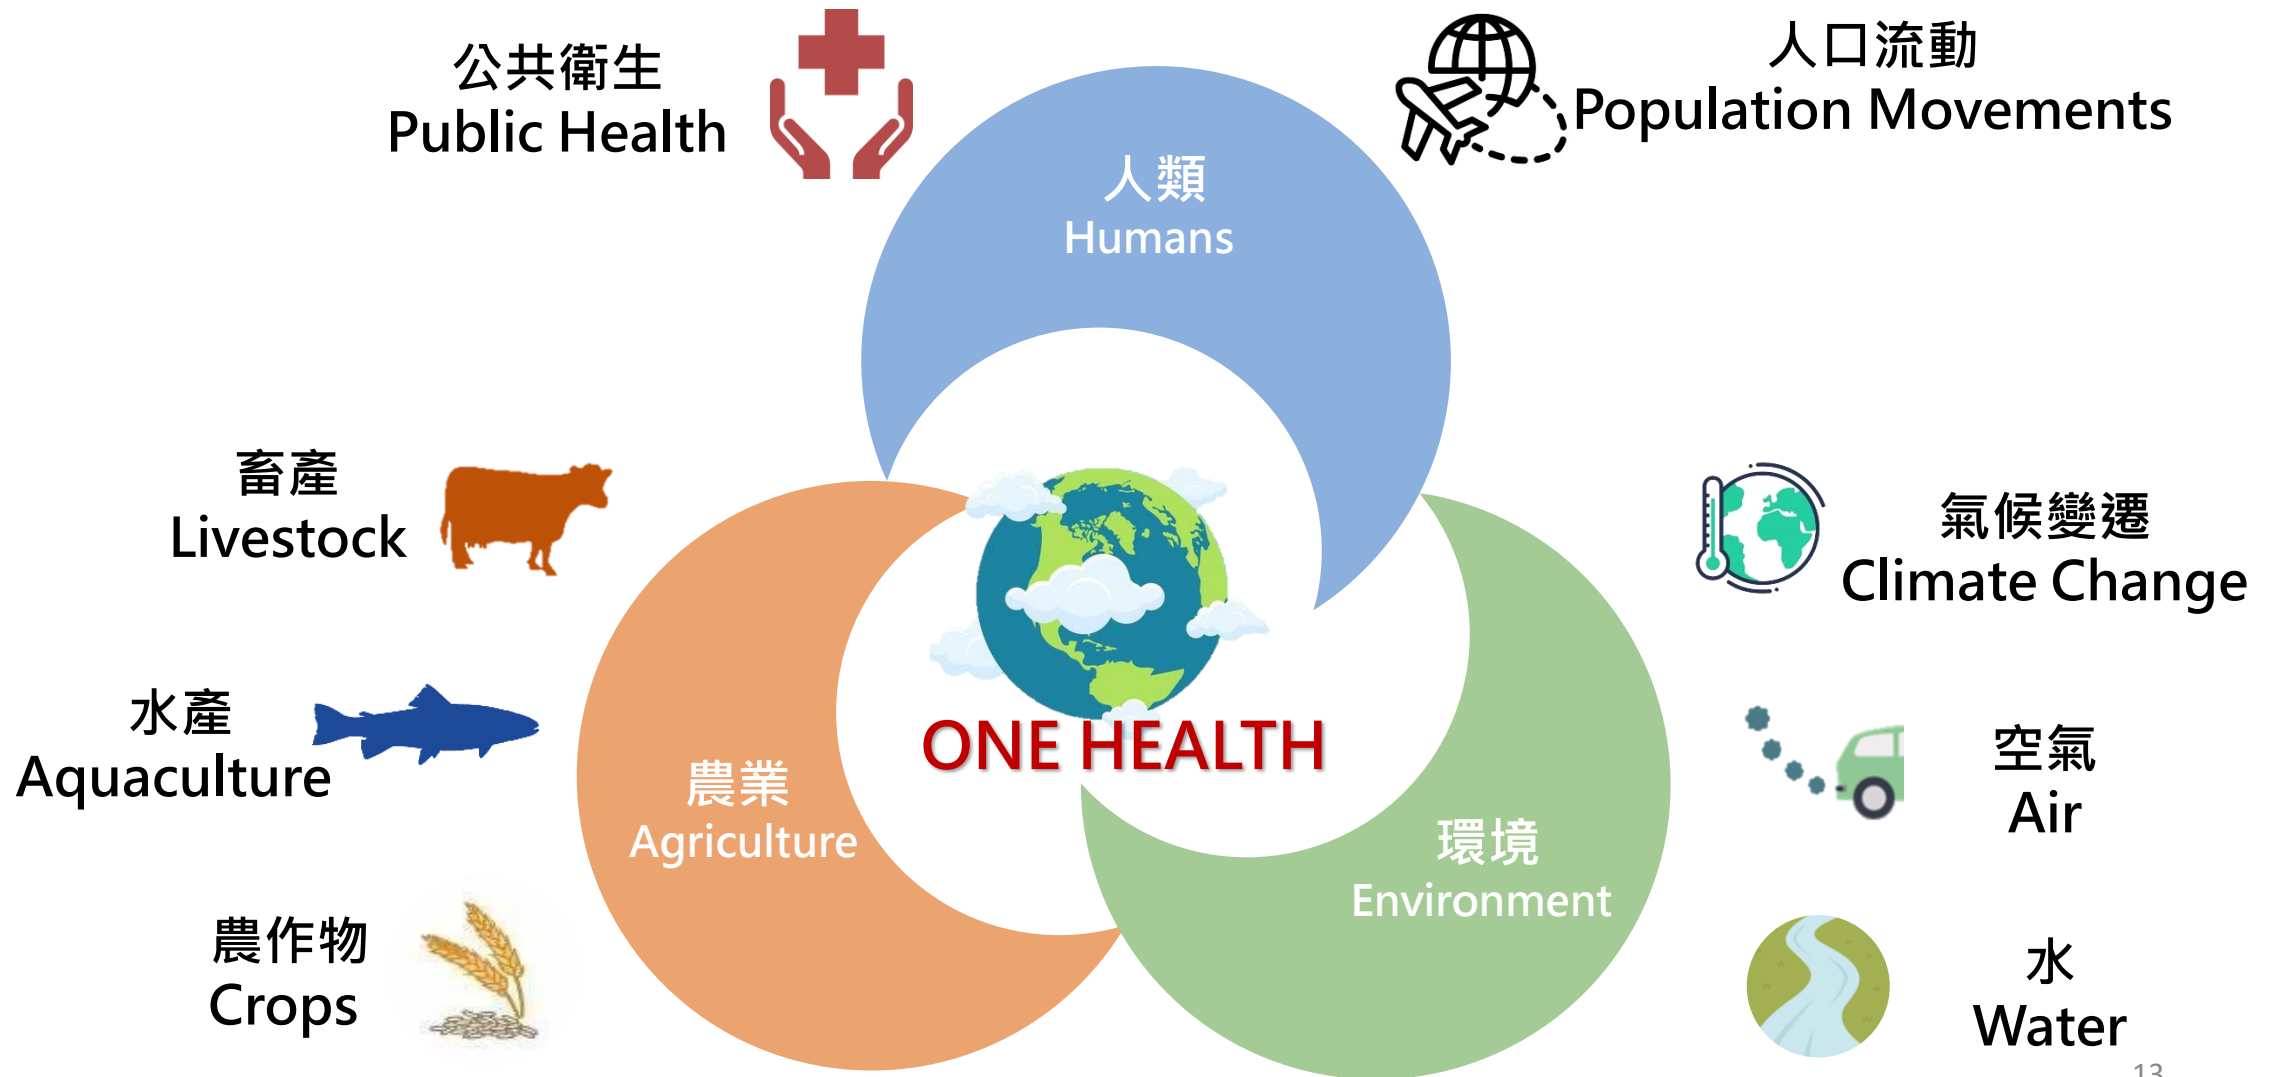 公共衛生
Public Health
人口流動
Population Movements
人類
Humans
畜產
Livestock
氣候變遷
Climate Change
水產
Aquaculture
ONE HEALTH
空氣
Air
農業
Agriculture
環境
Environment
農作物
Crops
水
Water
13